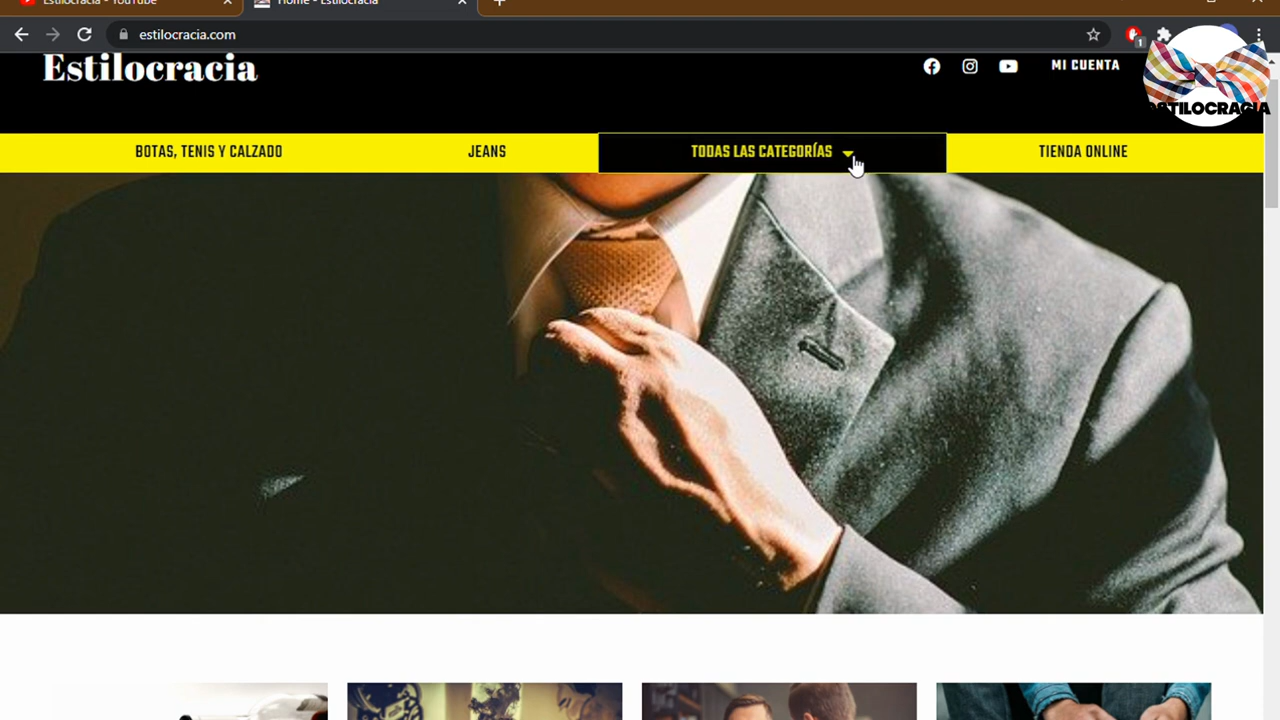 Estilocracia - YouTube
Home - Estilocracia
estilocracia.com
1
Estilocracia
MI CUENTA
ESTILOCRACIA
BOTAS, TENIS Y CALZADO
JEANS
TODAS LAS CATEGORÍAS
TIENDA ONLINE